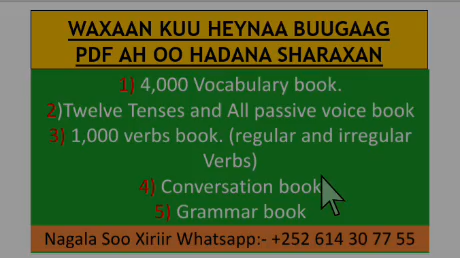 WAXAAN KUU HEYNAA BUUGAAG
PDF AH OO HADANA SHARAXAN
1) 4,000 Vocabulary book.
2)Twelve Tenses and All passive voice book
3) 1,000 verbs book. (regular and irregular
Verbs)
4) Conversation book
5) Grammar book
Nagala Soo Xiriir Whatsapp:- +252 614 30 77 55